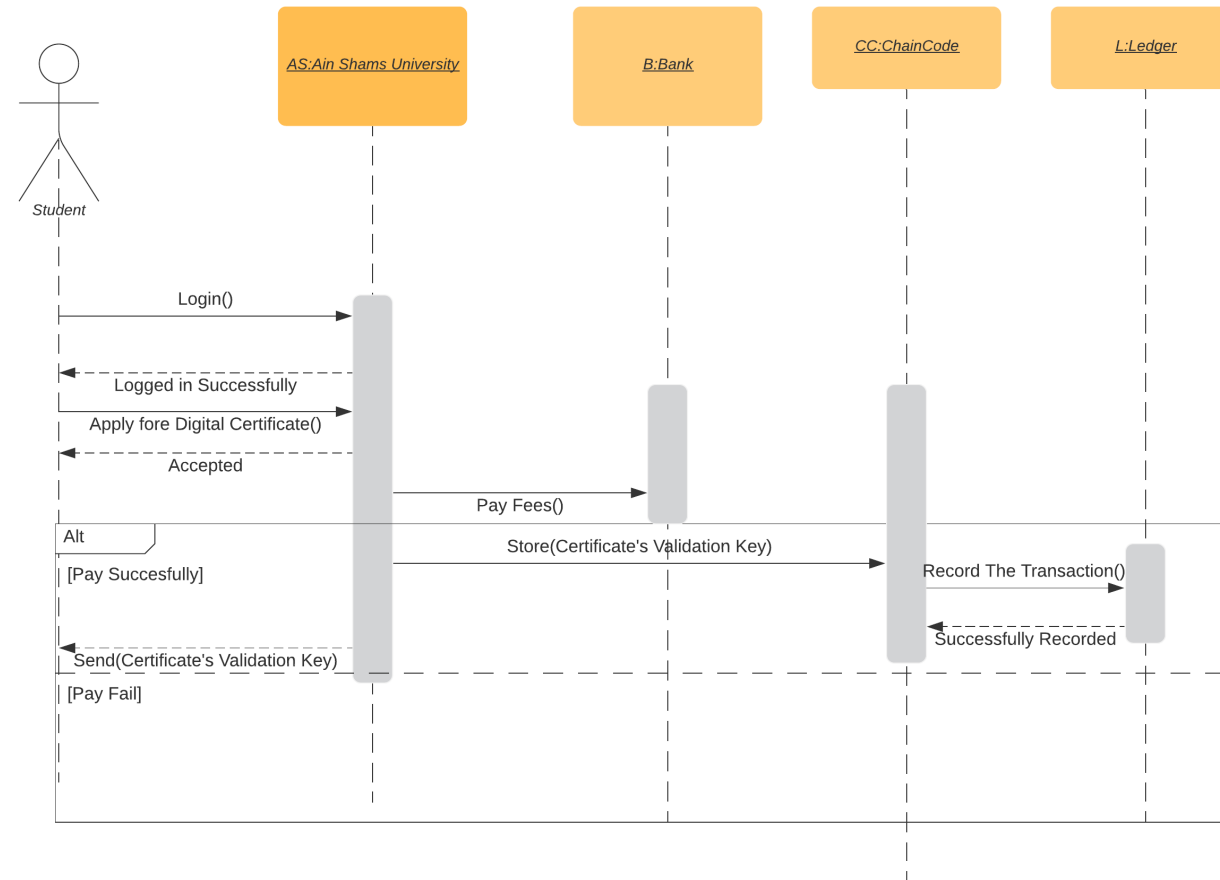 AS:Ain Shams University
B:Bank
CC:ChainCode
L:Ledger
Student
Login()
Logged in Successfully
Apply fore Digital Certificate()
Accepted
Pay Fees()
Alt
Store(Certificate's Validation Key)
[Pay Succesfully]
Record The Transaction()
Successfully Recorded
Send(Certificate's Validation Key)
[Pay Fail]